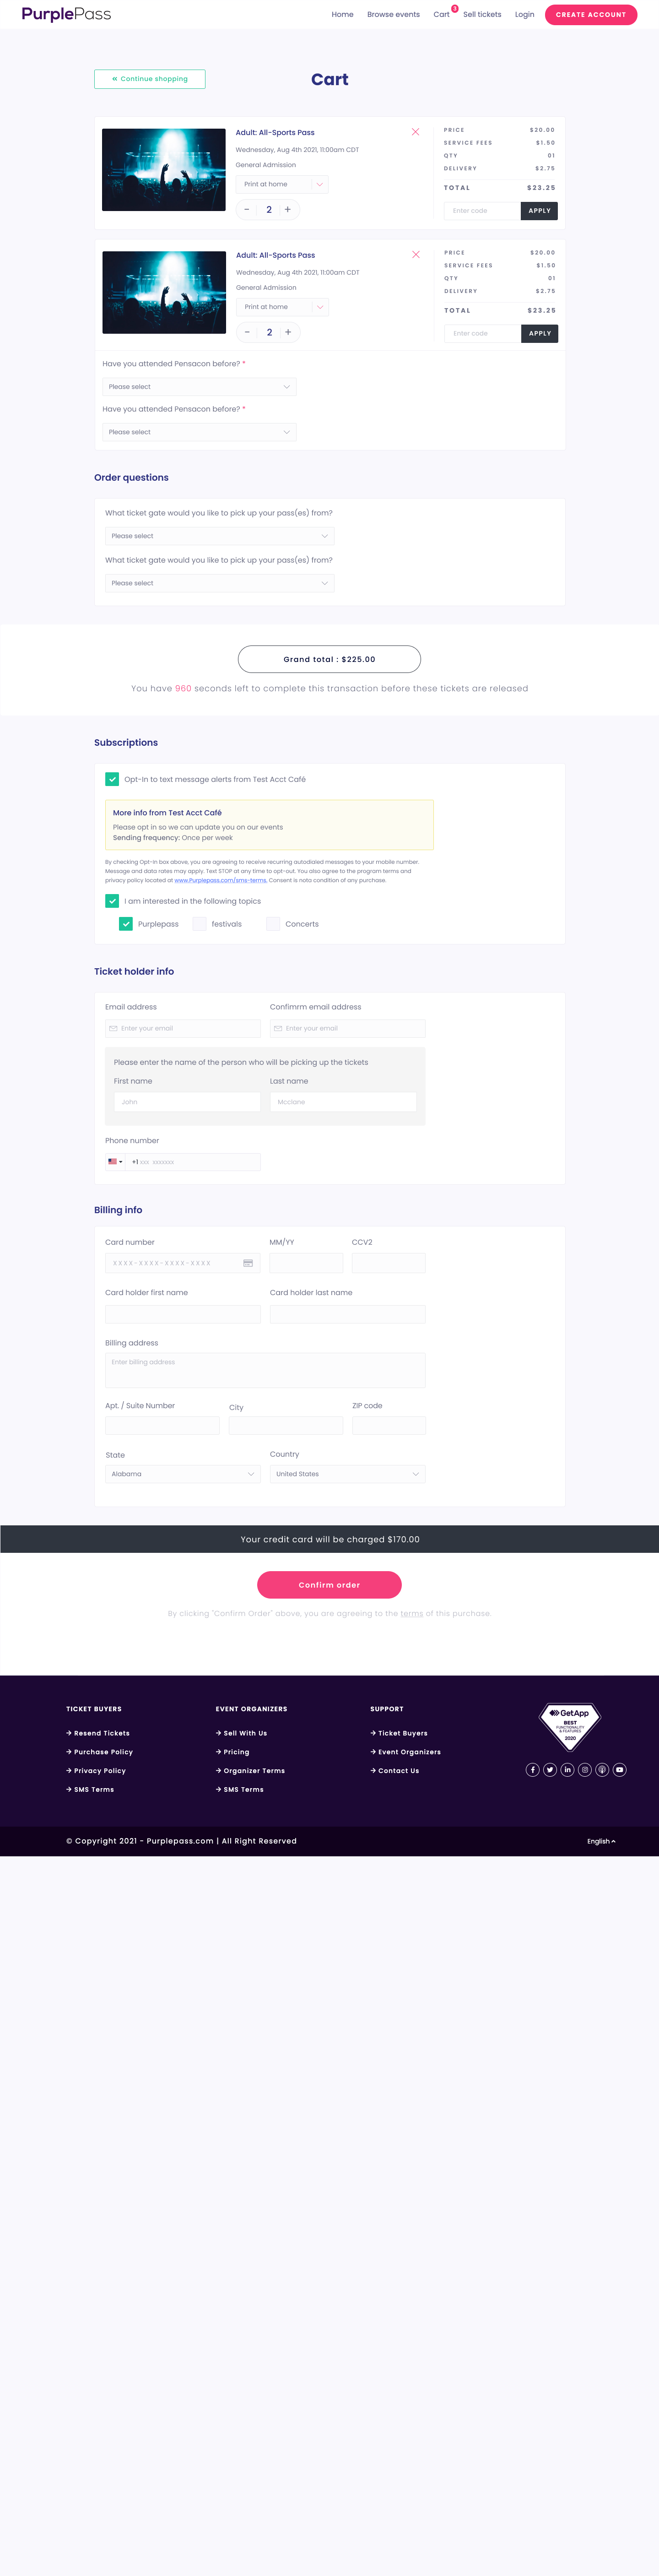 PurplePass
Home Browse events Cart 3 Sell tickets Login CREATE ACCOUNT
« Continue shopping
Cart
Adult: All-Sports Pass
Wednesday, Aug 4th 2021, 11:00am CDT
General Admission
Print at home
− 2 +
PRICE $20.00
SERVICE FEES $1.50
QTY 01
DELIVERY $2.75
TOTAL $23.25
Enter code APPLY
Adult: All-Sports Pass
Wednesday, Aug 4th 2021, 11:00am CDT
General Admission
Print at home
− 2 +
PRICE $20.00
SERVICE FEES $1.50
QTY 01
DELIVERY $2.75
TOTAL $23.25
Enter code APPLY
Have you attended Pensacon before? *
Please select
Have you attended Pensacon before? *
Please select
Order questions
What ticket gate would you like to pick up your pass(es) from?
Please select
What ticket gate would you like to pick up your pass(es) from?
Please select
Grand total : $225.00
You have 960 seconds left to complete this transaction before these tickets are released
Subscriptions
Opt-In to text message alerts from Test Acct Café
More info from Test Acct Café
Please opt in so we can update you on our events
Sending frequency: Once per week
By checking Opt-in box above, you are agreeing to receive recurring autodialed messages to your mobile number.
Message and data rates may apply. Text STOP at any time to opt-out. You also agree to the program terms and
privacy policy located at www.Purplepass.com/sms-terms. Consent is nota condition of any purchase.
I am interested in the following topics
Purplepass festivals Concerts
Ticket holder info
Email address Confimrm email address
Enter your email Enter your email
Please enter the name of the person who will be picking up the tickets
First name Last name
John Mcclane
Phone number
+1 xxx xxxxxxx
Billing info
Card number MM/YY CCV2
XXXX-XXXX-XXXX-XXXX
Card holder first name Card holder last name
Billing address
Enter billing address
Apt. / Suite Number City ZIP code
State Country
Alabama United States
Your credit card will be charged $170.00
Confirm order
By clicking "Confirm Order" above, you are agreeing to the terms of this purchase.
TICKET BUYERS EVENT ORGANIZERS SUPPORT
Resend Tickets Sell With Us Ticket Buyers
Purchase Policy Pricing Event Organizers
Privacy Policy Organizer Terms Contact Us
SMS Terms SMS Terms
GetApp
BEST
FUNCTIONALITY
& FEATURES
2020
© Copyright 2021 - Purplepass.com | All Right Reserved
English